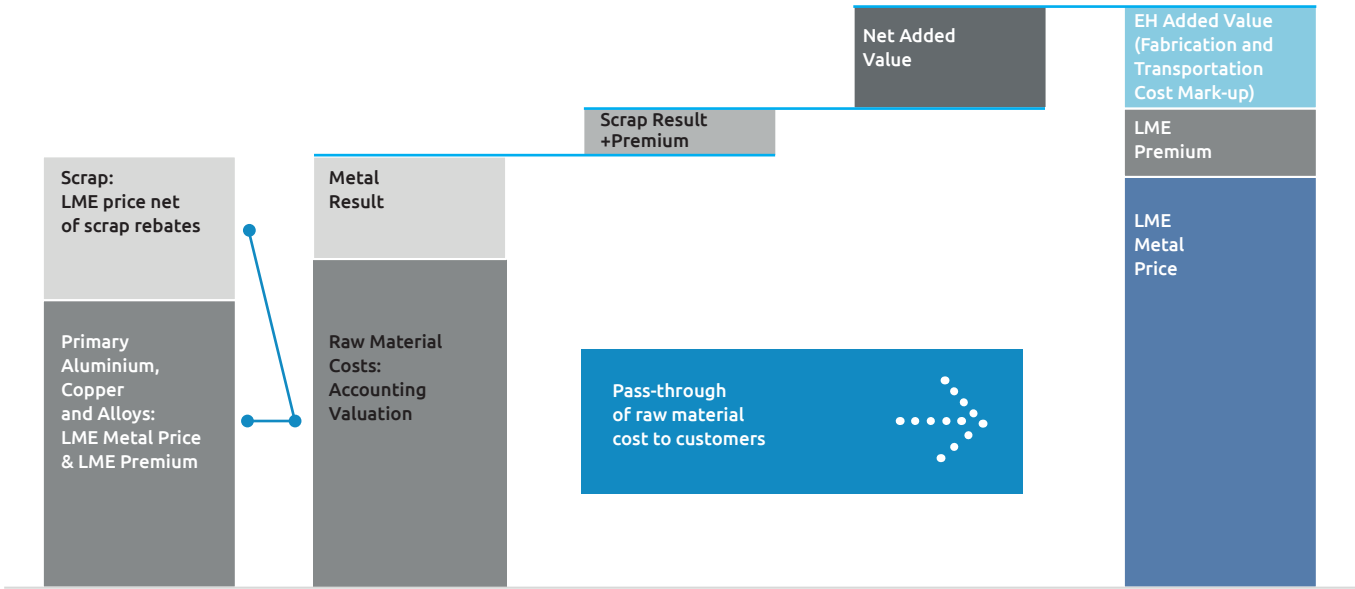 Scrap:
LME price net
of scrap rebates
Primary
Aluminium,
Copper
and Alloys:
LME Metal Price
& LME Premium
Metal
Result
Raw Material
Costs:
Accounting
Valuation
Scrap Result
+Premium
Pass-through
of raw material
cost to customers
Net Added
Value
EH Added Value
(Fabrication and
Transportation
Cost Mark-up)
LME
Premium
LME
Metal
Price